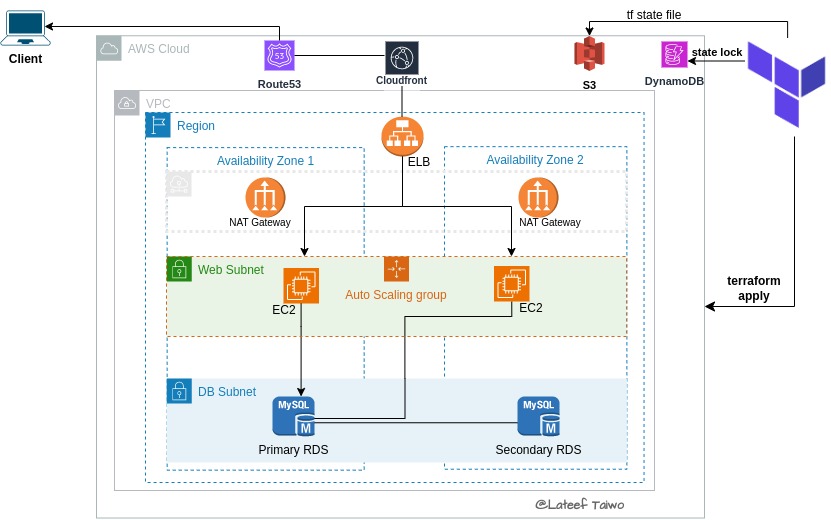 tf state file
Client
AWS Cloud
53
Route53
Cloudfront
S3
DynamoDB
state lock
VPC
Region
ELB
Availability Zone 1
Availability Zone 2
NAT Gateway
NAT Gateway
Web Subnet
Auto Scaling group
EC2
EC2
terraform
apply
DB Subnet
MySQL
M
MySQL
M
Primary RDS
Secondary RDS
@Lateef Taiwo